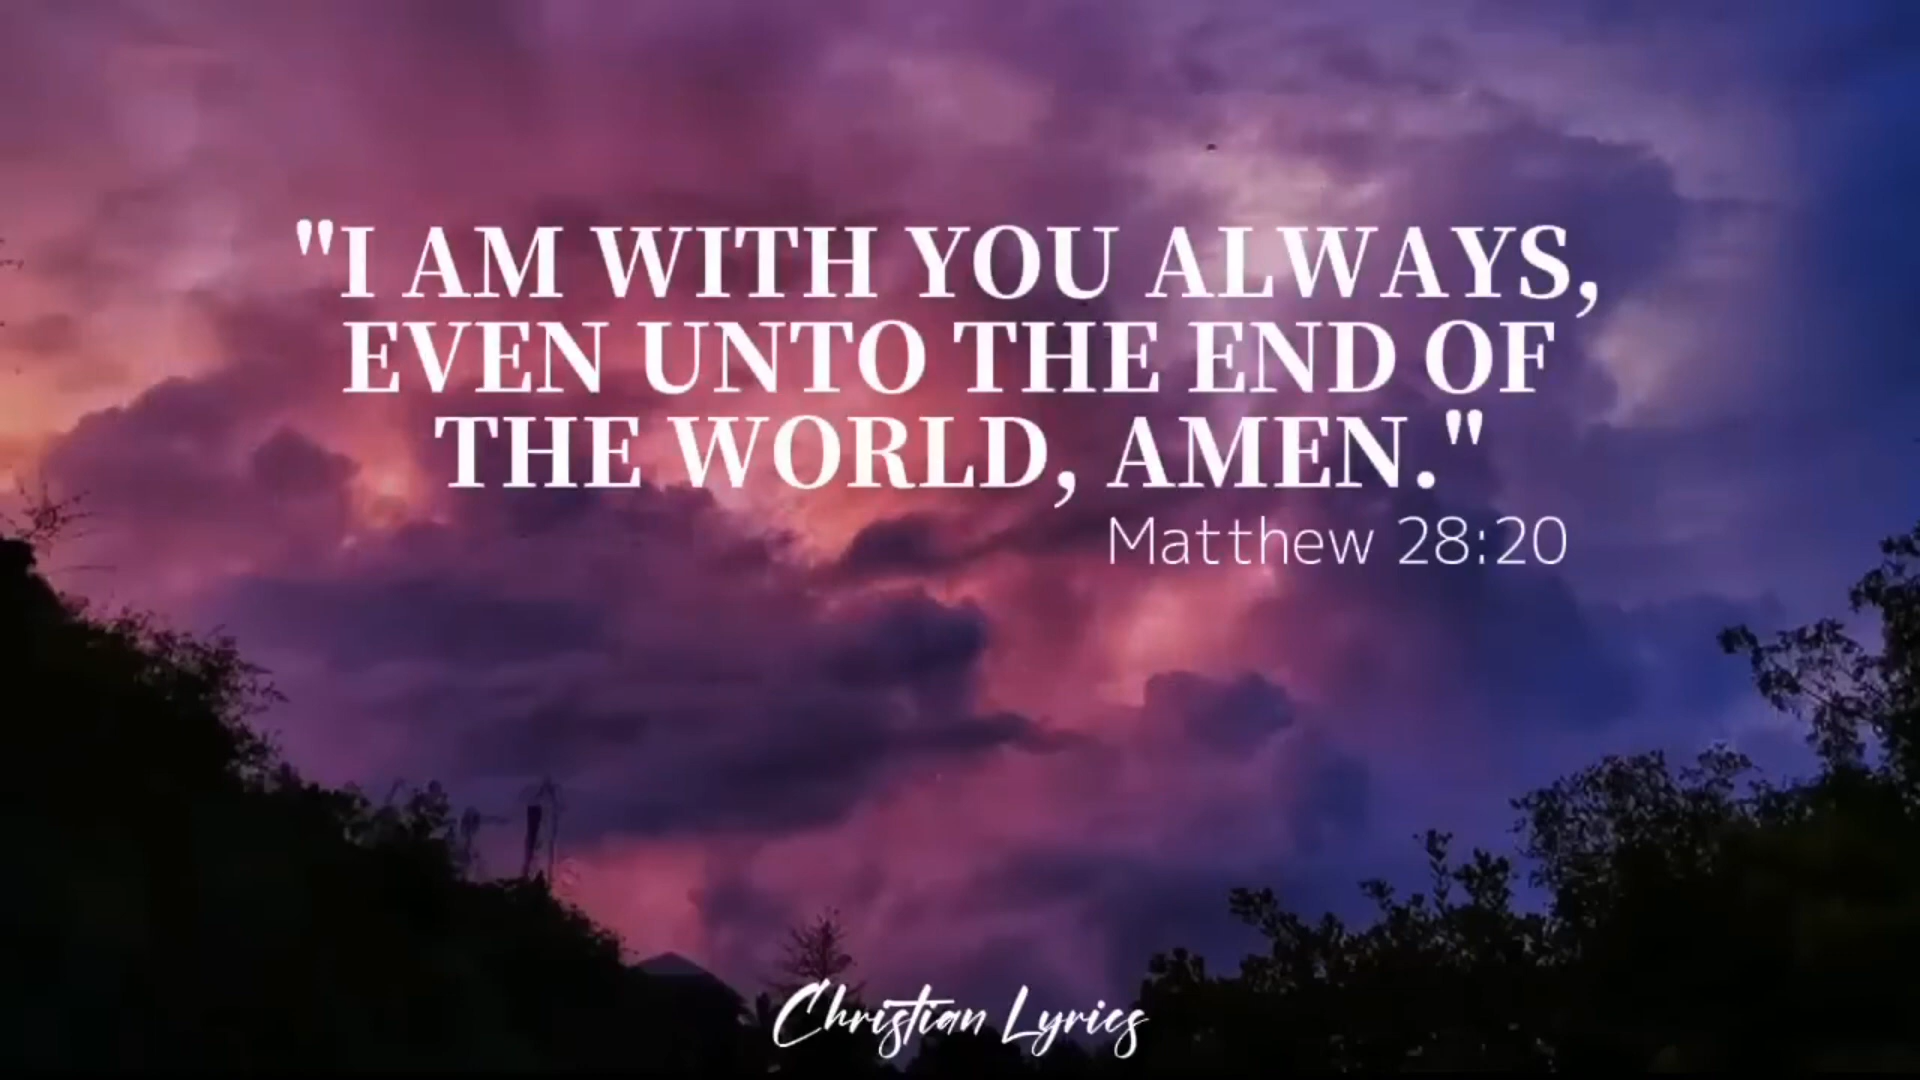 "I AM WITH YOU ALWAYS,
EVEN UNTO THE END OF
THE WORLD, AMEN."
Matthew 28:20
Christian Lyrics